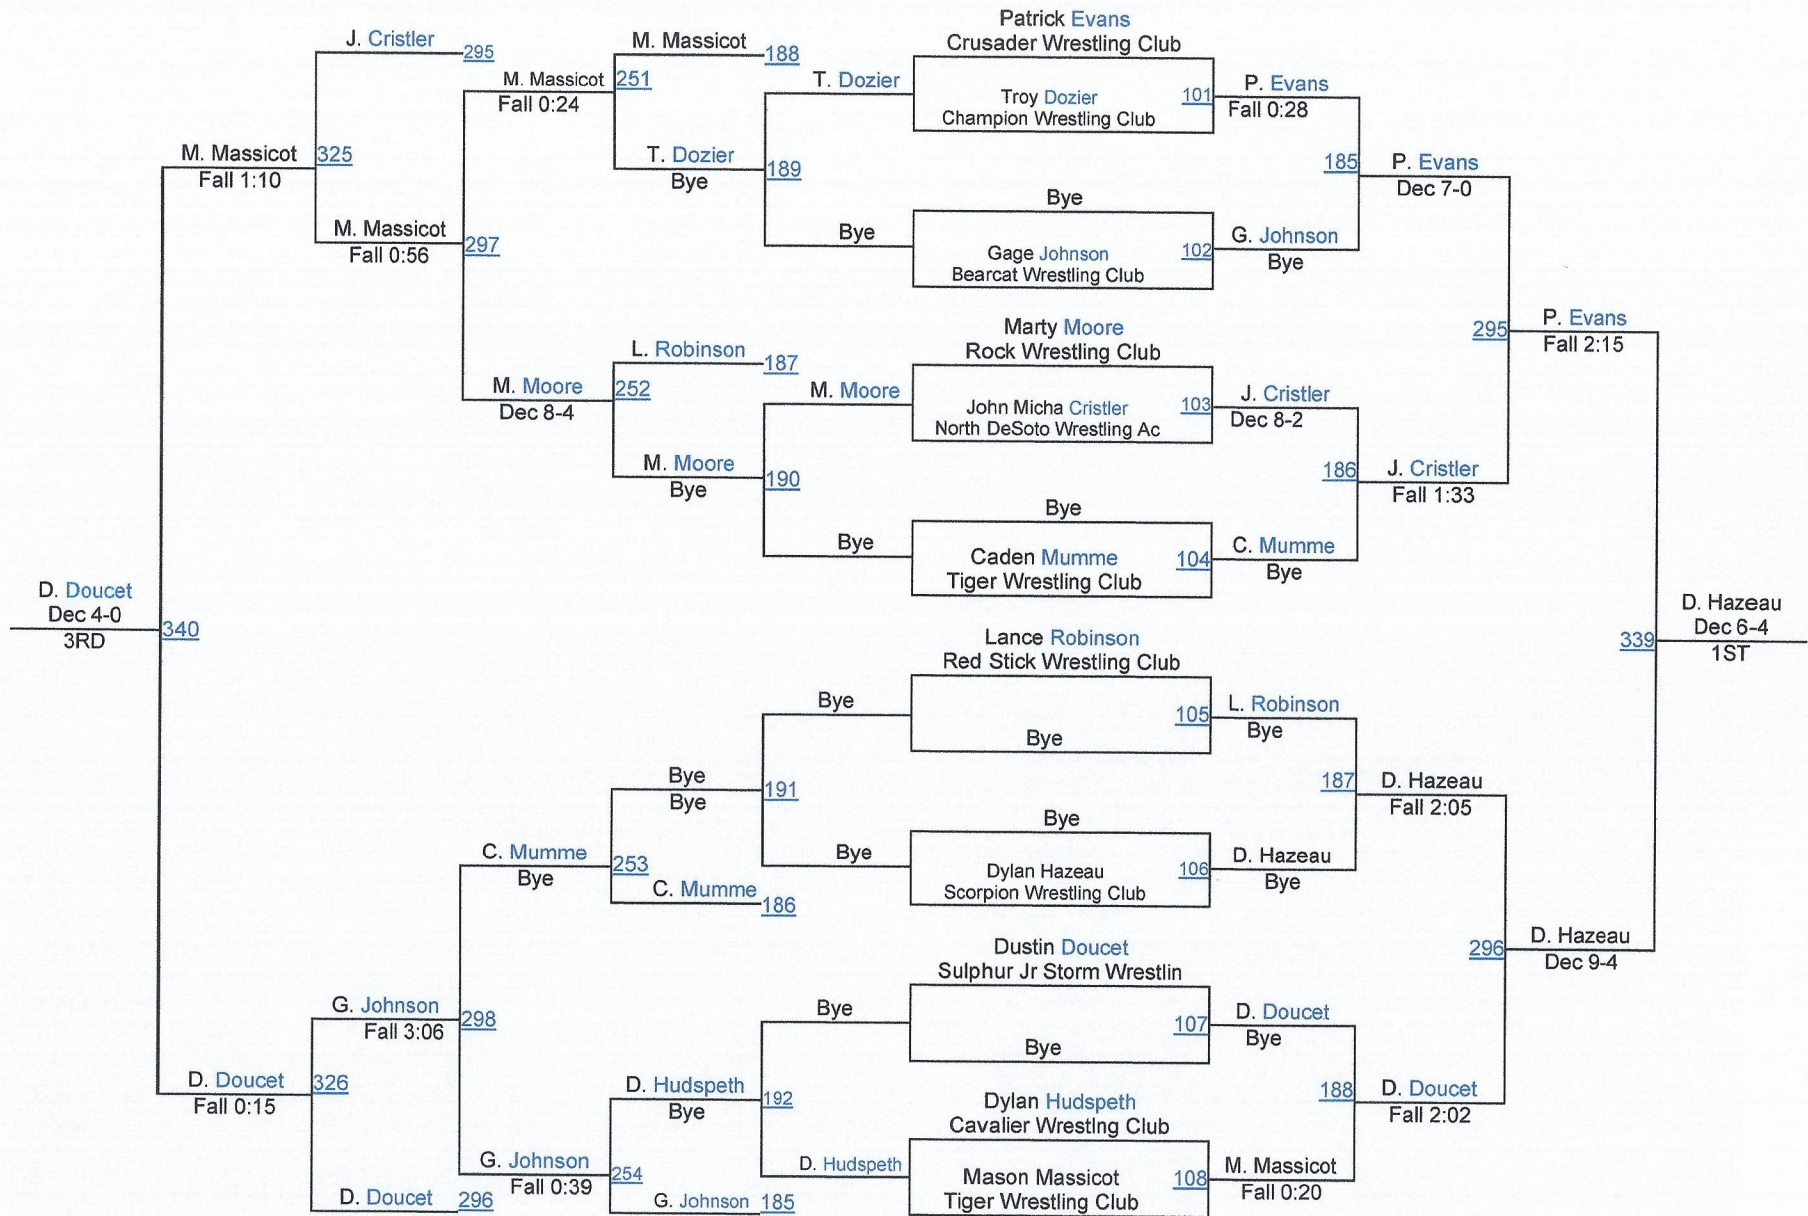 Patrick Evans
Crusader Wrestling Club
J. Cristler
295
M. Massicot
188
M. Massicot
251
Fall 0:24
T. Dozier
Troy Dozier
101
Champion Wrestling Club
P. Evans
Fall 0:28
M. Massicot
325
Fall 1:10
T. Dozier
189
Bye
185
P. Evans
Dec 7-0
Bye
M. Massicot
297
Fall 0:56
Bye
Gage Johnson
102
Bearcat Wrestling Club
G. Johnson
Bye
Marty Moore
Rock Wrestling Club
295
P. Evans
Fall 2:15
L. Robinson
187
M. Moore
252
Dec 8-4
M. Moore
John Micha Cristler
103
North DeSoto Wrestling Ac
J. Cristler
Dec 8-2
M. Moore
190
Bye
186
J. Cristler
Fall 1:33
Bye
Bye
Caden Mumme
104
Tiger Wrestling Club
C. Mumme
Bye
D. Doucet
Dec 4-0
340
3RD
D. Hazeau
Dec 6-4
339
1ST
Lance Robinson
Red Stick Wrestling Club
Bye
105
Bye
L. Robinson
Bye
Bye
191
Bye
187
D. Hazeau
Fall 2:05
Bye
C. Mumme
253
Bye
C. Mumme
186
Bye
Dylan Hazeau
106
Scorpion Wrestling Club
D. Hazeau
Bye
Dustin Doucet
Sulphur Jr Storm Wrestlin
296
D. Hazeau
Dec 9-4
G. Johnson
298
Fall 3:06
Bye
107
Bye
D. Doucet
Bye
D. Doucet
326
Fall 0:15
D. Hudspeth
192
Bye
Dylan Hudspeth
Cavalier Wrestlng Club
188
D. Doucet
Fall 2:02
G. Johnson
254
Fall 0:39
D. Hudspeth
Mason Massicot
108
Tiger Wrestling Club
M. Massicot
Fall 0:20
D. Doucet
296
G. Johnson
185